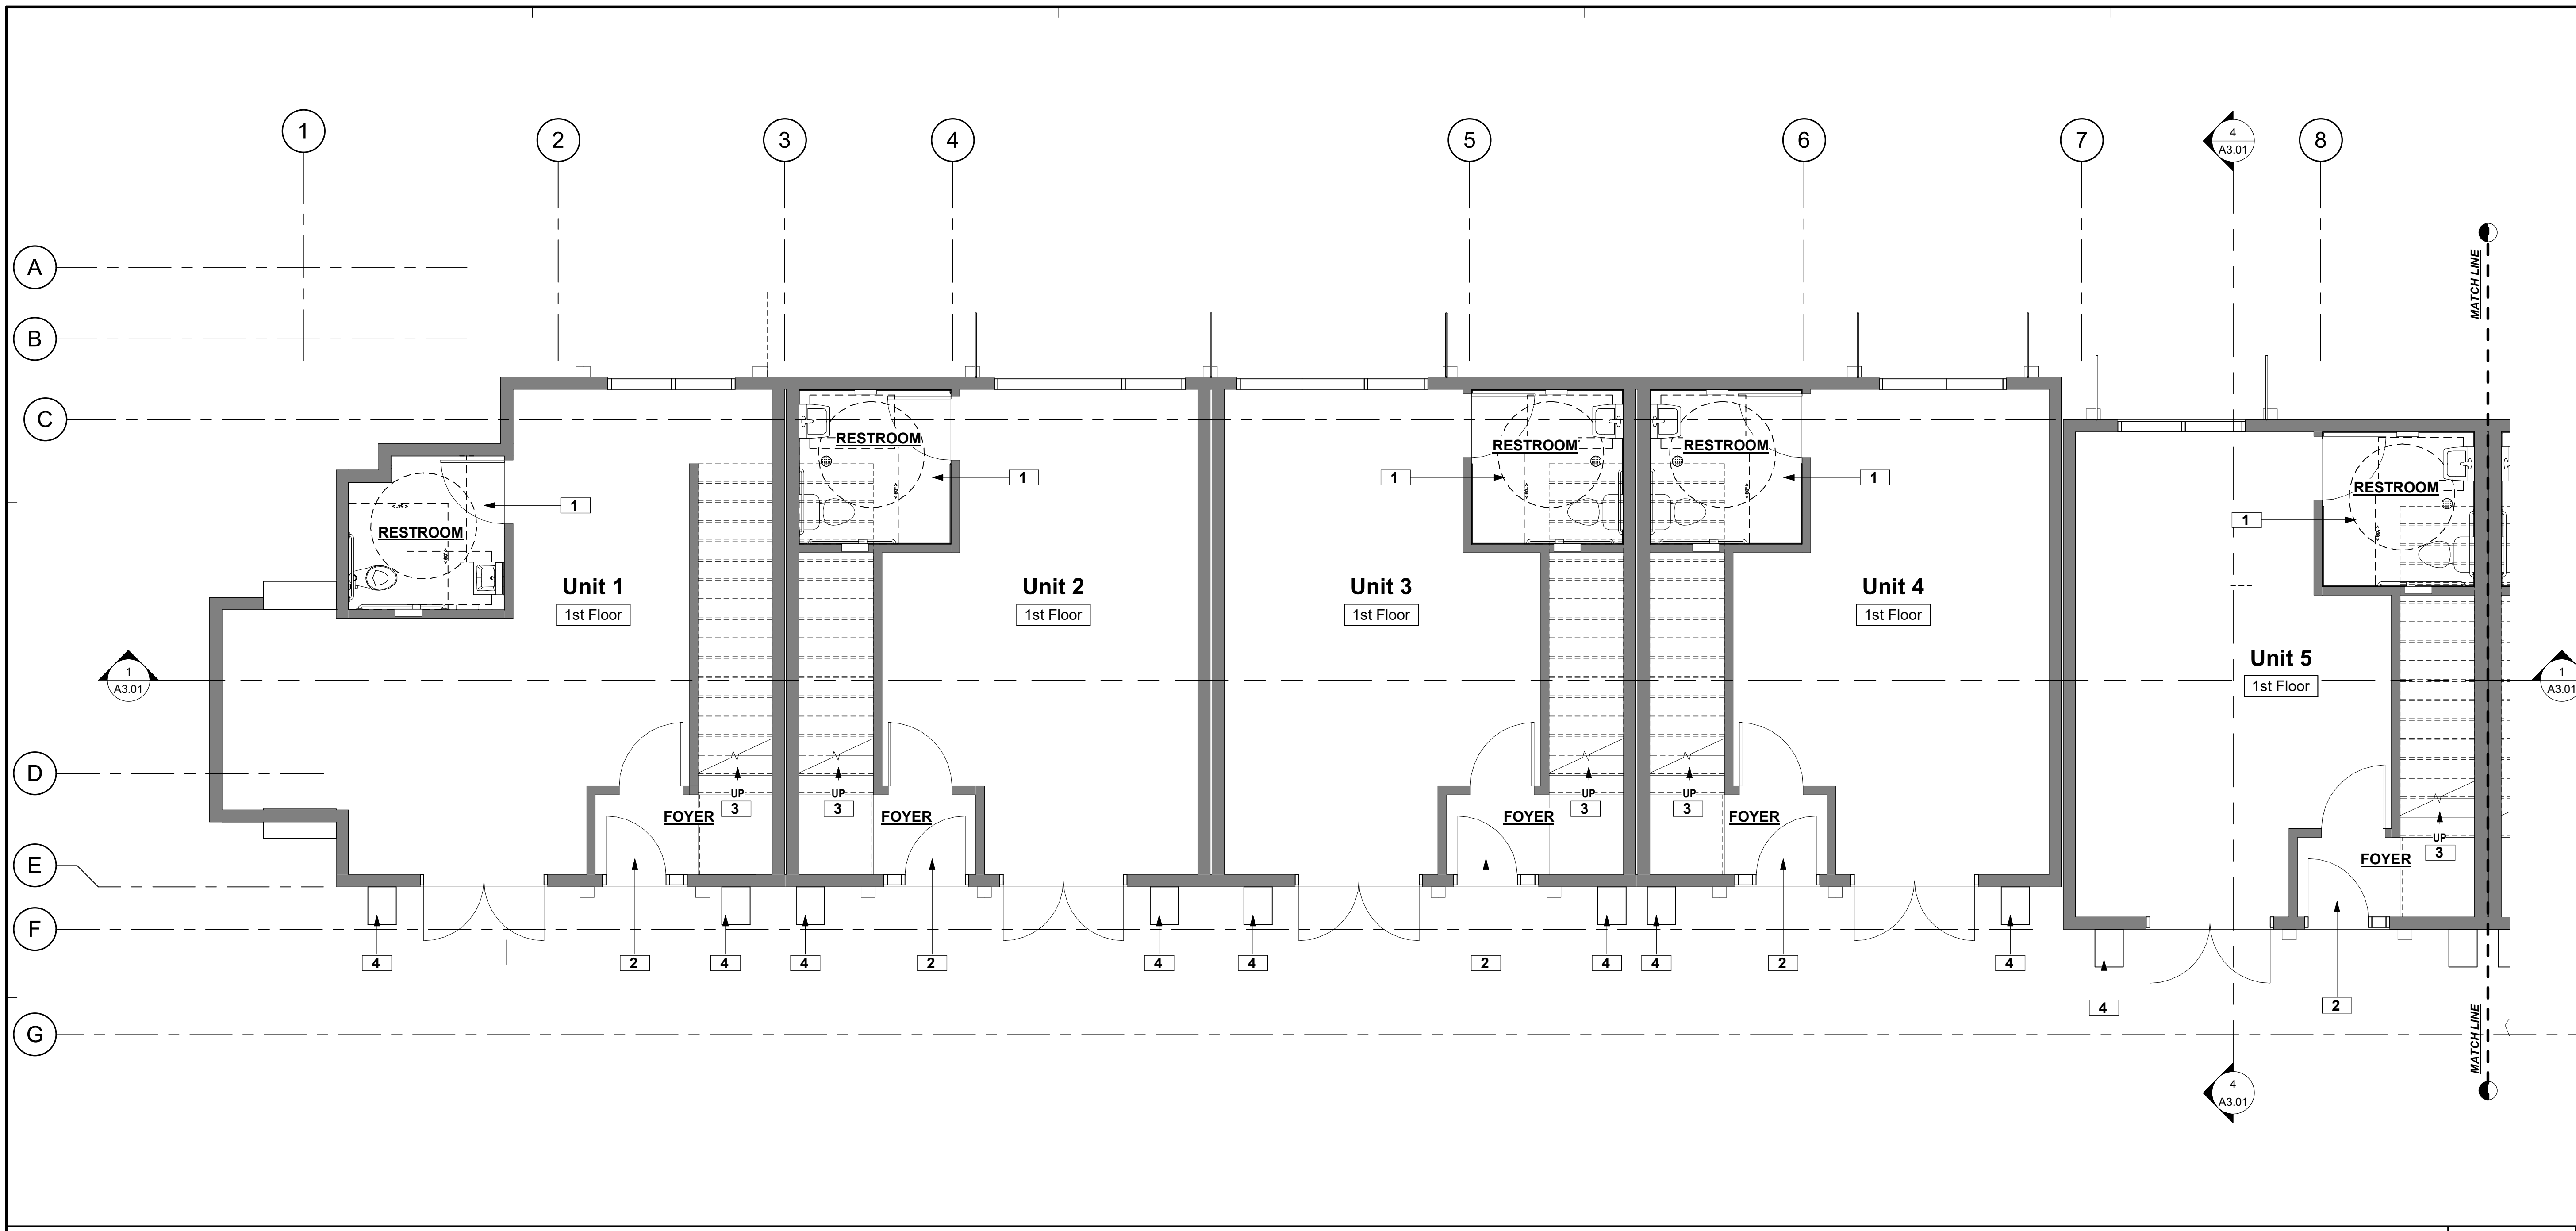 1
2
3
4
5
6
7
4
A3.01
8
A
B
C
MATCH LINE
RESTROOM
RESTROOM
RESTROOM
RESTROOM
RESTROOM
1
1
1
1
1
RESTROOM
Unit 1
1st Floor
Unit 2
1st Floor
Unit 3
1st Floor
Unit 4
1st Floor
Unit 5
1st Floor
1
A3.01
1
A3.01
D
E
F
G
UP
3
UP
3
UP
3
UP
3
UP
3
FOYER
FOYER
FOYER
FOYER
FOYER
4
2
4
4
2
4
4
2
4
4
2
4
4
2
MATCH LINE
4
A3.01